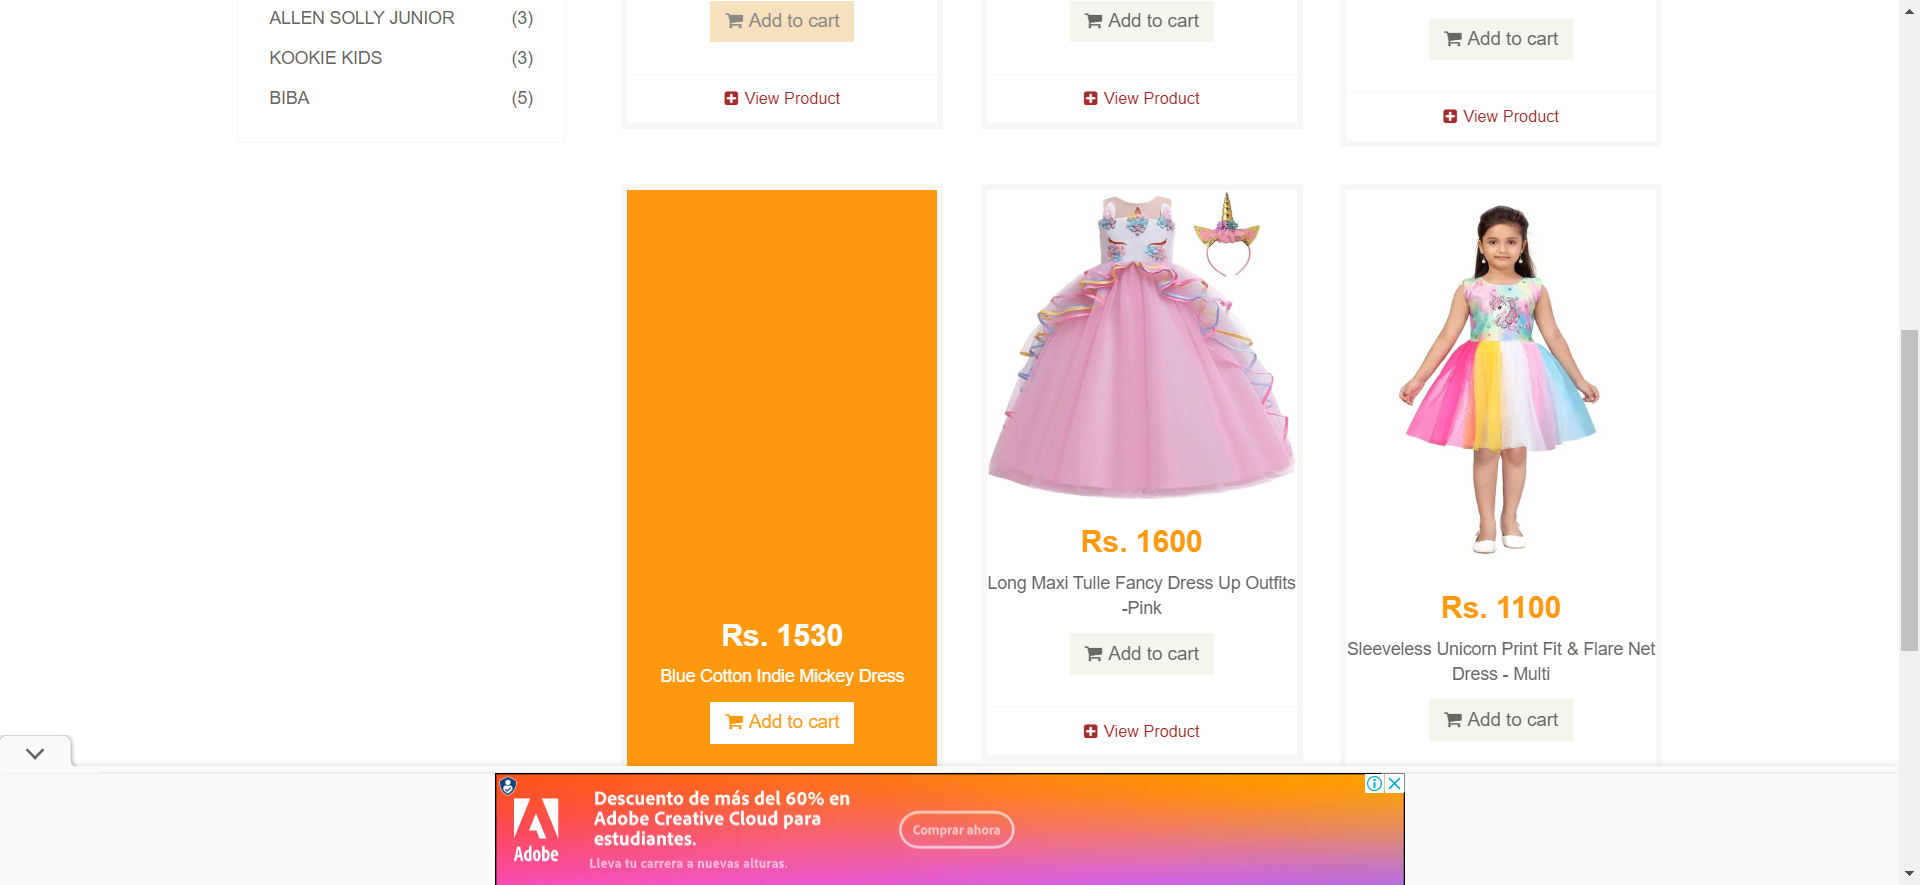 ALLEN SOLLY JUNIOR (3)
KOOKIE KIDS (3)
BIBA (5)
Add to cart
View Product
Add to cart
View Product
Add to cart
View Product
Rs. 1530
Blue Cotton Indie Mickey Dress
Add to cart
Rs. 1600
Long Maxi Tulle Fancy Dress Up Outfits
-Pink
Add to cart
View Product
Rs. 1100
Sleeveless Unicorn Print Fit & Flare Net
Dress - Multi
Add to cart
Adobe
Descuento de más del 60% en
Adobe Creative Cloud para
estudiantes.
Lleva tu carrera a nuevas alturas.
Comprar ahora